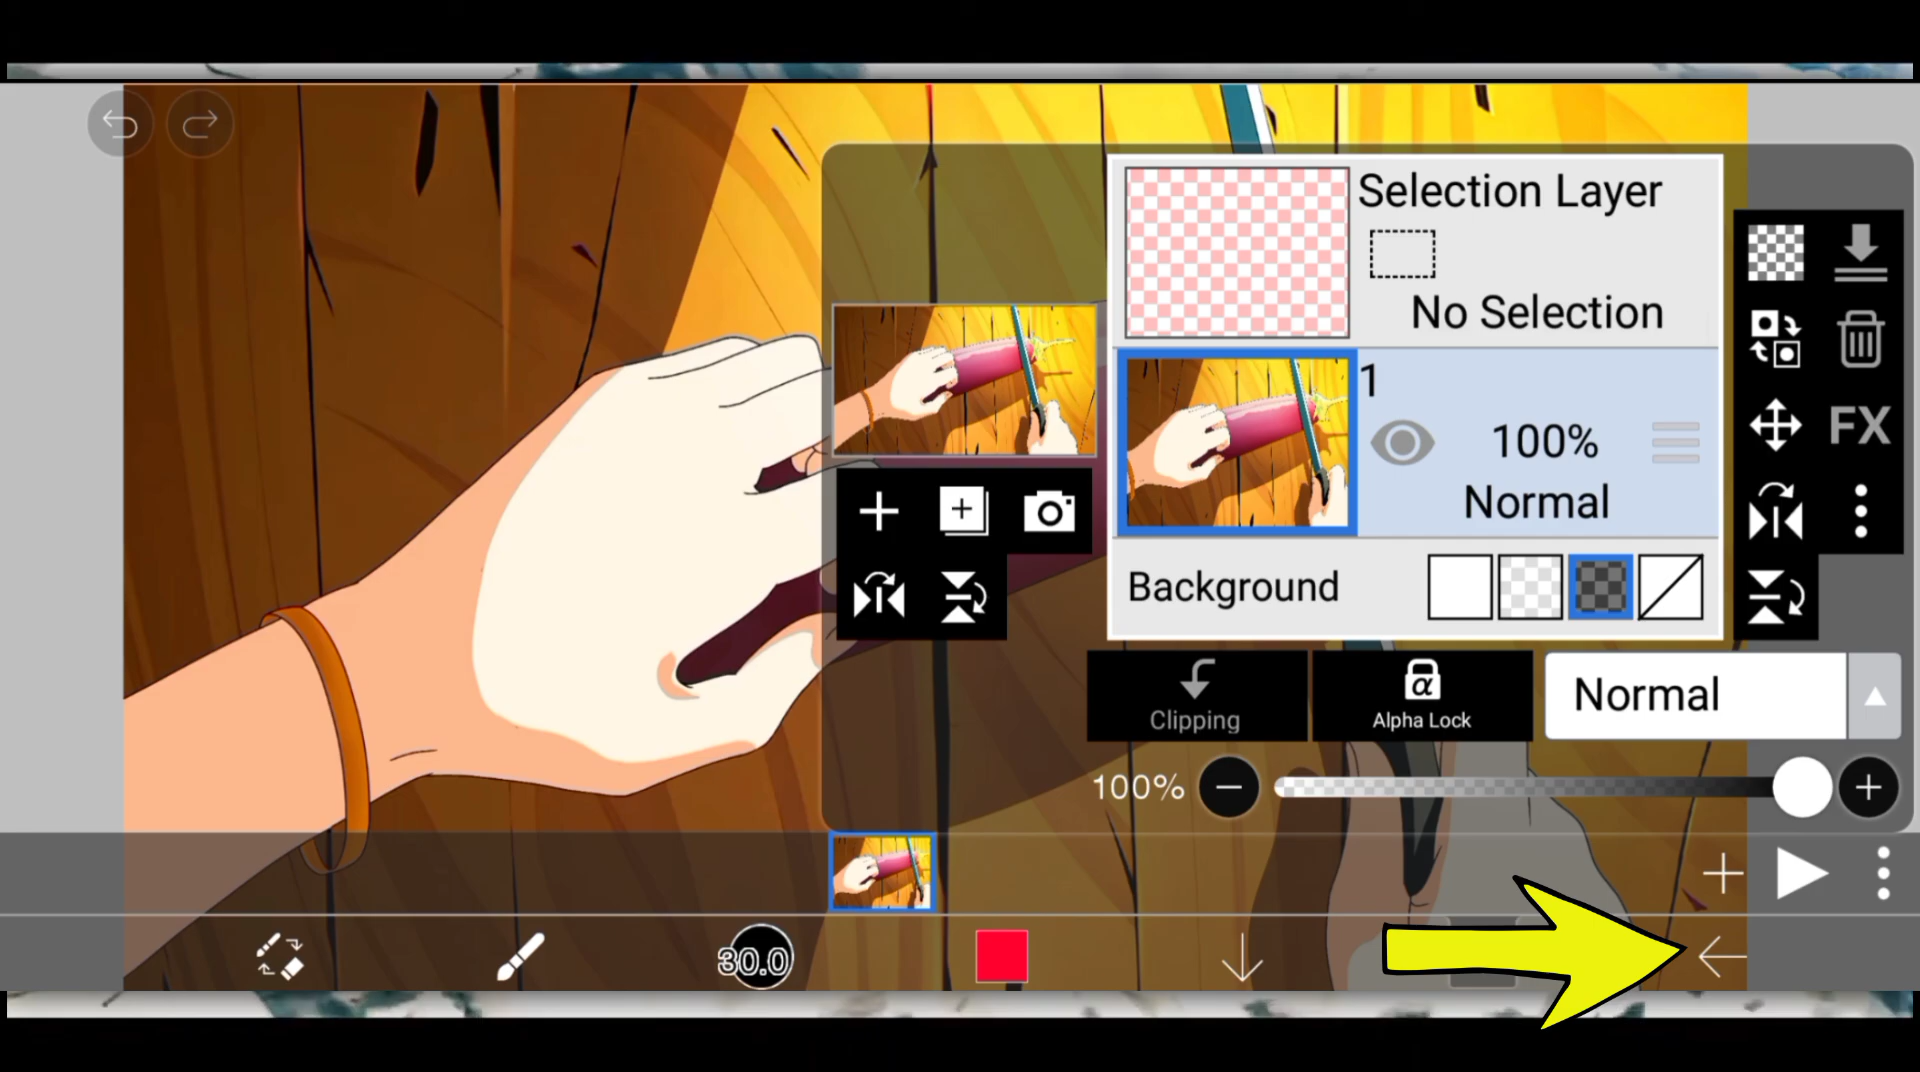 Selection Layer
No Selection
1
100%
Normal
FX
Background
Clipping
α
Alpha Lock
Normal
100%
30.0